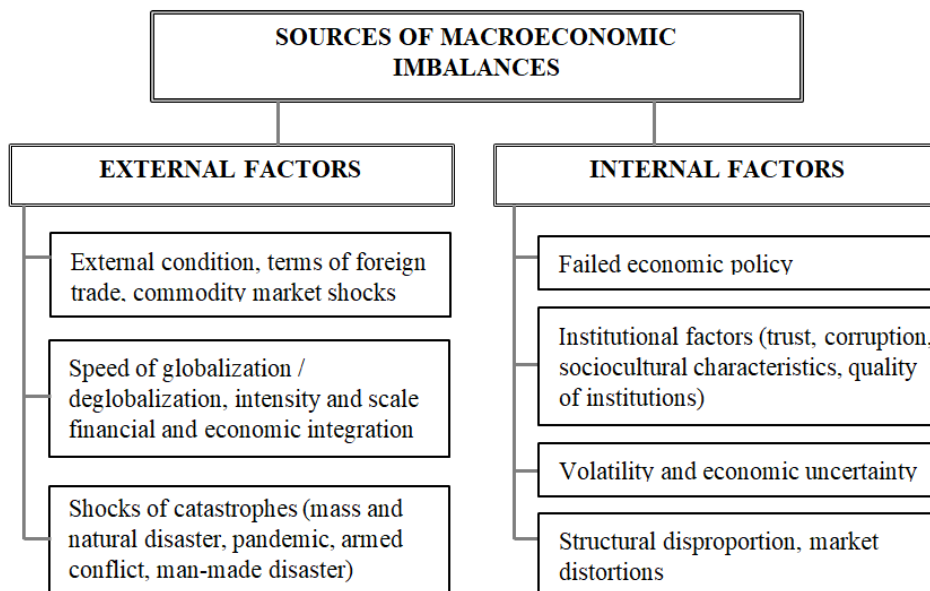 SOURCES OF MACROECONOMIC
IMBALANCES
EXTERNAL FACTORS
External condition, terms of foreign
trade, commodity market shocks
Speed of globalization /
deglobalization, intensity and scale
financial and economic integration
Shocks of catastrophes (mass and
natural disaster, pandemic, armed
conflict, man-made disaster)
INTERNAL FACTORS
Failed economic policy
Institutional factors (trust, corruption,
sociocultural characteristics, quality
of institutions)
Volatility and economic uncertainty
Structural disproportion, market
distortions